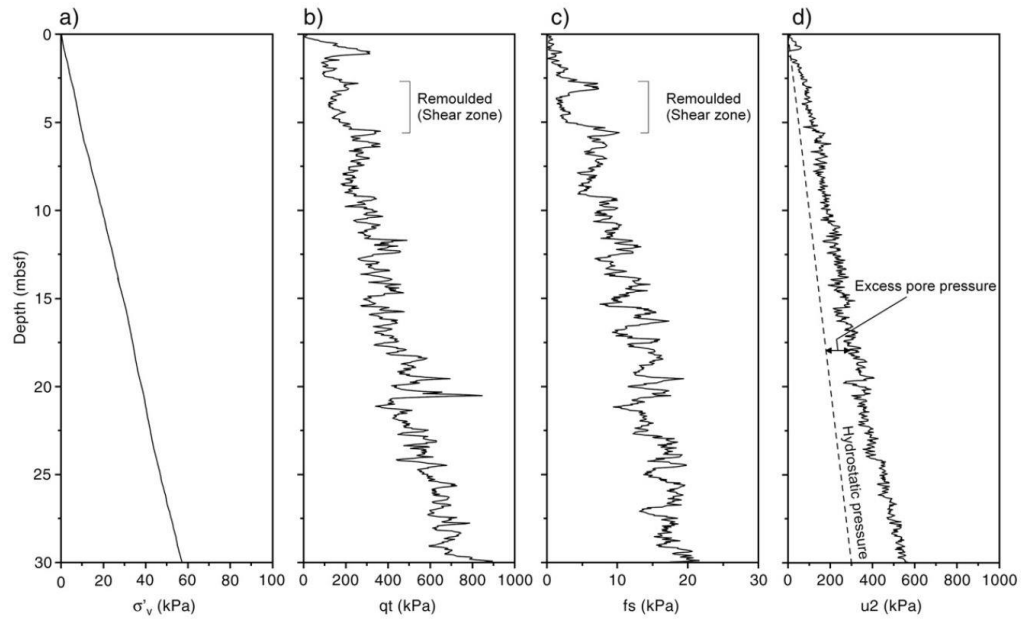 a)
b)
c)
d)
Depth (mbsf)
0
5
10
15
20
25
30
Remoulded
(Shear zone)
Remoulded
(Shear zone)
Excess pore pressure
Hydrostatic pressure
0 20 40 60 80 100
0 200 400 600 800 1000
0 10 20 30
0 200 400 600 800 1000
σ'v (kPa)
qt (kPa)
fs (kPa)
u2 (kPa)